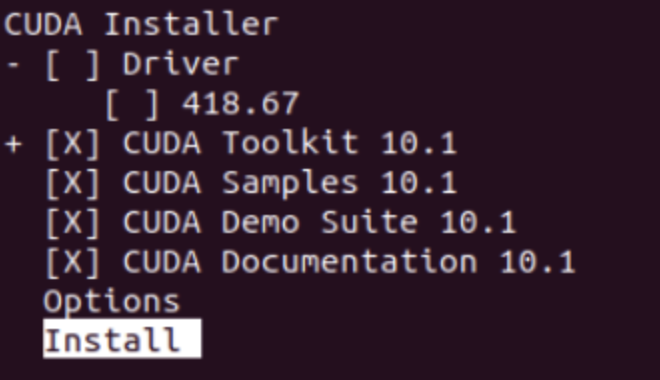 CUDA Installer
- [ ] Driver
[ ] 418.67
+ [X] CUDA Toolkit 10.1
[X] CUDA Samples 10.1
[X] CUDA Demo Suite 10.1
[X] CUDA Documentation 10.1
Options
Install